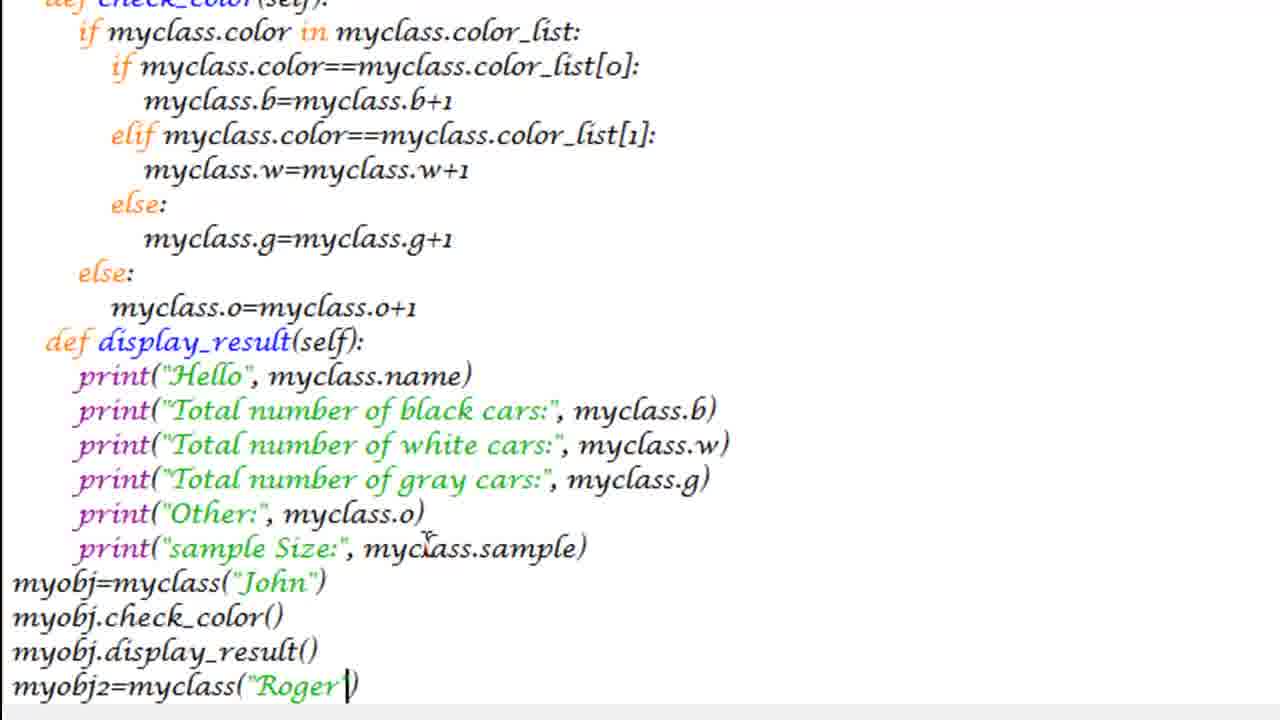 def check_color(self):
if myclass.color in myclass.color_list:
if myclass.color==myclass.color_list[0]:
myclass.b=myclass.b+1
elif myclass.color==myclass.color_list[1]:
myclass.w=myclass.w+1
else:
myclass.g=myclass.g+1
else:
myclass.o=myclass.o+1
def display_result(self):
print("Hello", myclass.name)
print("Total number of black cars:", myclass.b)
print("Total number of white cars:", myclass.w)
print("Total number of gray cars:", myclass.g)
print("Other:", myclass.o)
print("sample Size:", myclass.sample)
myobj=myclass("John")
myobj.check_color()
myobj.display_result()
myobj2=myclass("Roger")